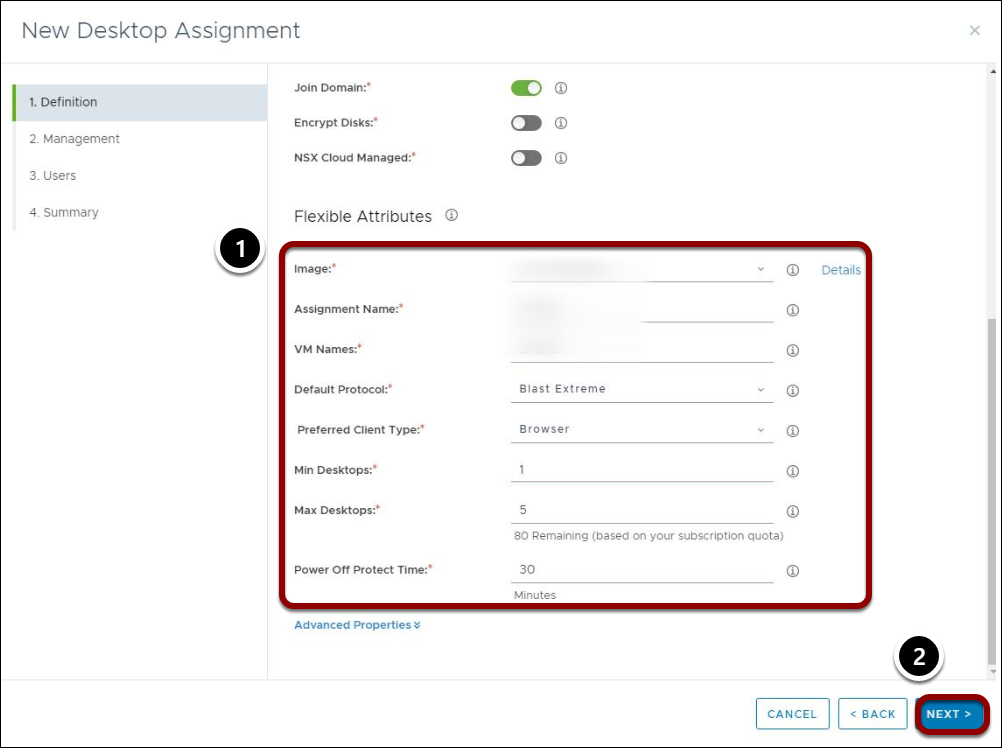 New Desktop Assignment
1. Definition
2. Management
3. Users
4. Summary
Join Domain:*
Encrypt Disks:*
NSX Cloud Managed:*
Flexible Attributes
1
Image:*
Details
Assignment Name:*
VM Names:*
Default Protocol:* Blast Extreme
Preferred Client Type:* Browser
Min Desktops:* 1
Max Desktops:* 5
80 Remaining (based on your subscription quota)
Power Off Protect Time:* 30
Minutes
Advanced Properties
2
CANCEL < BACK NEXT >